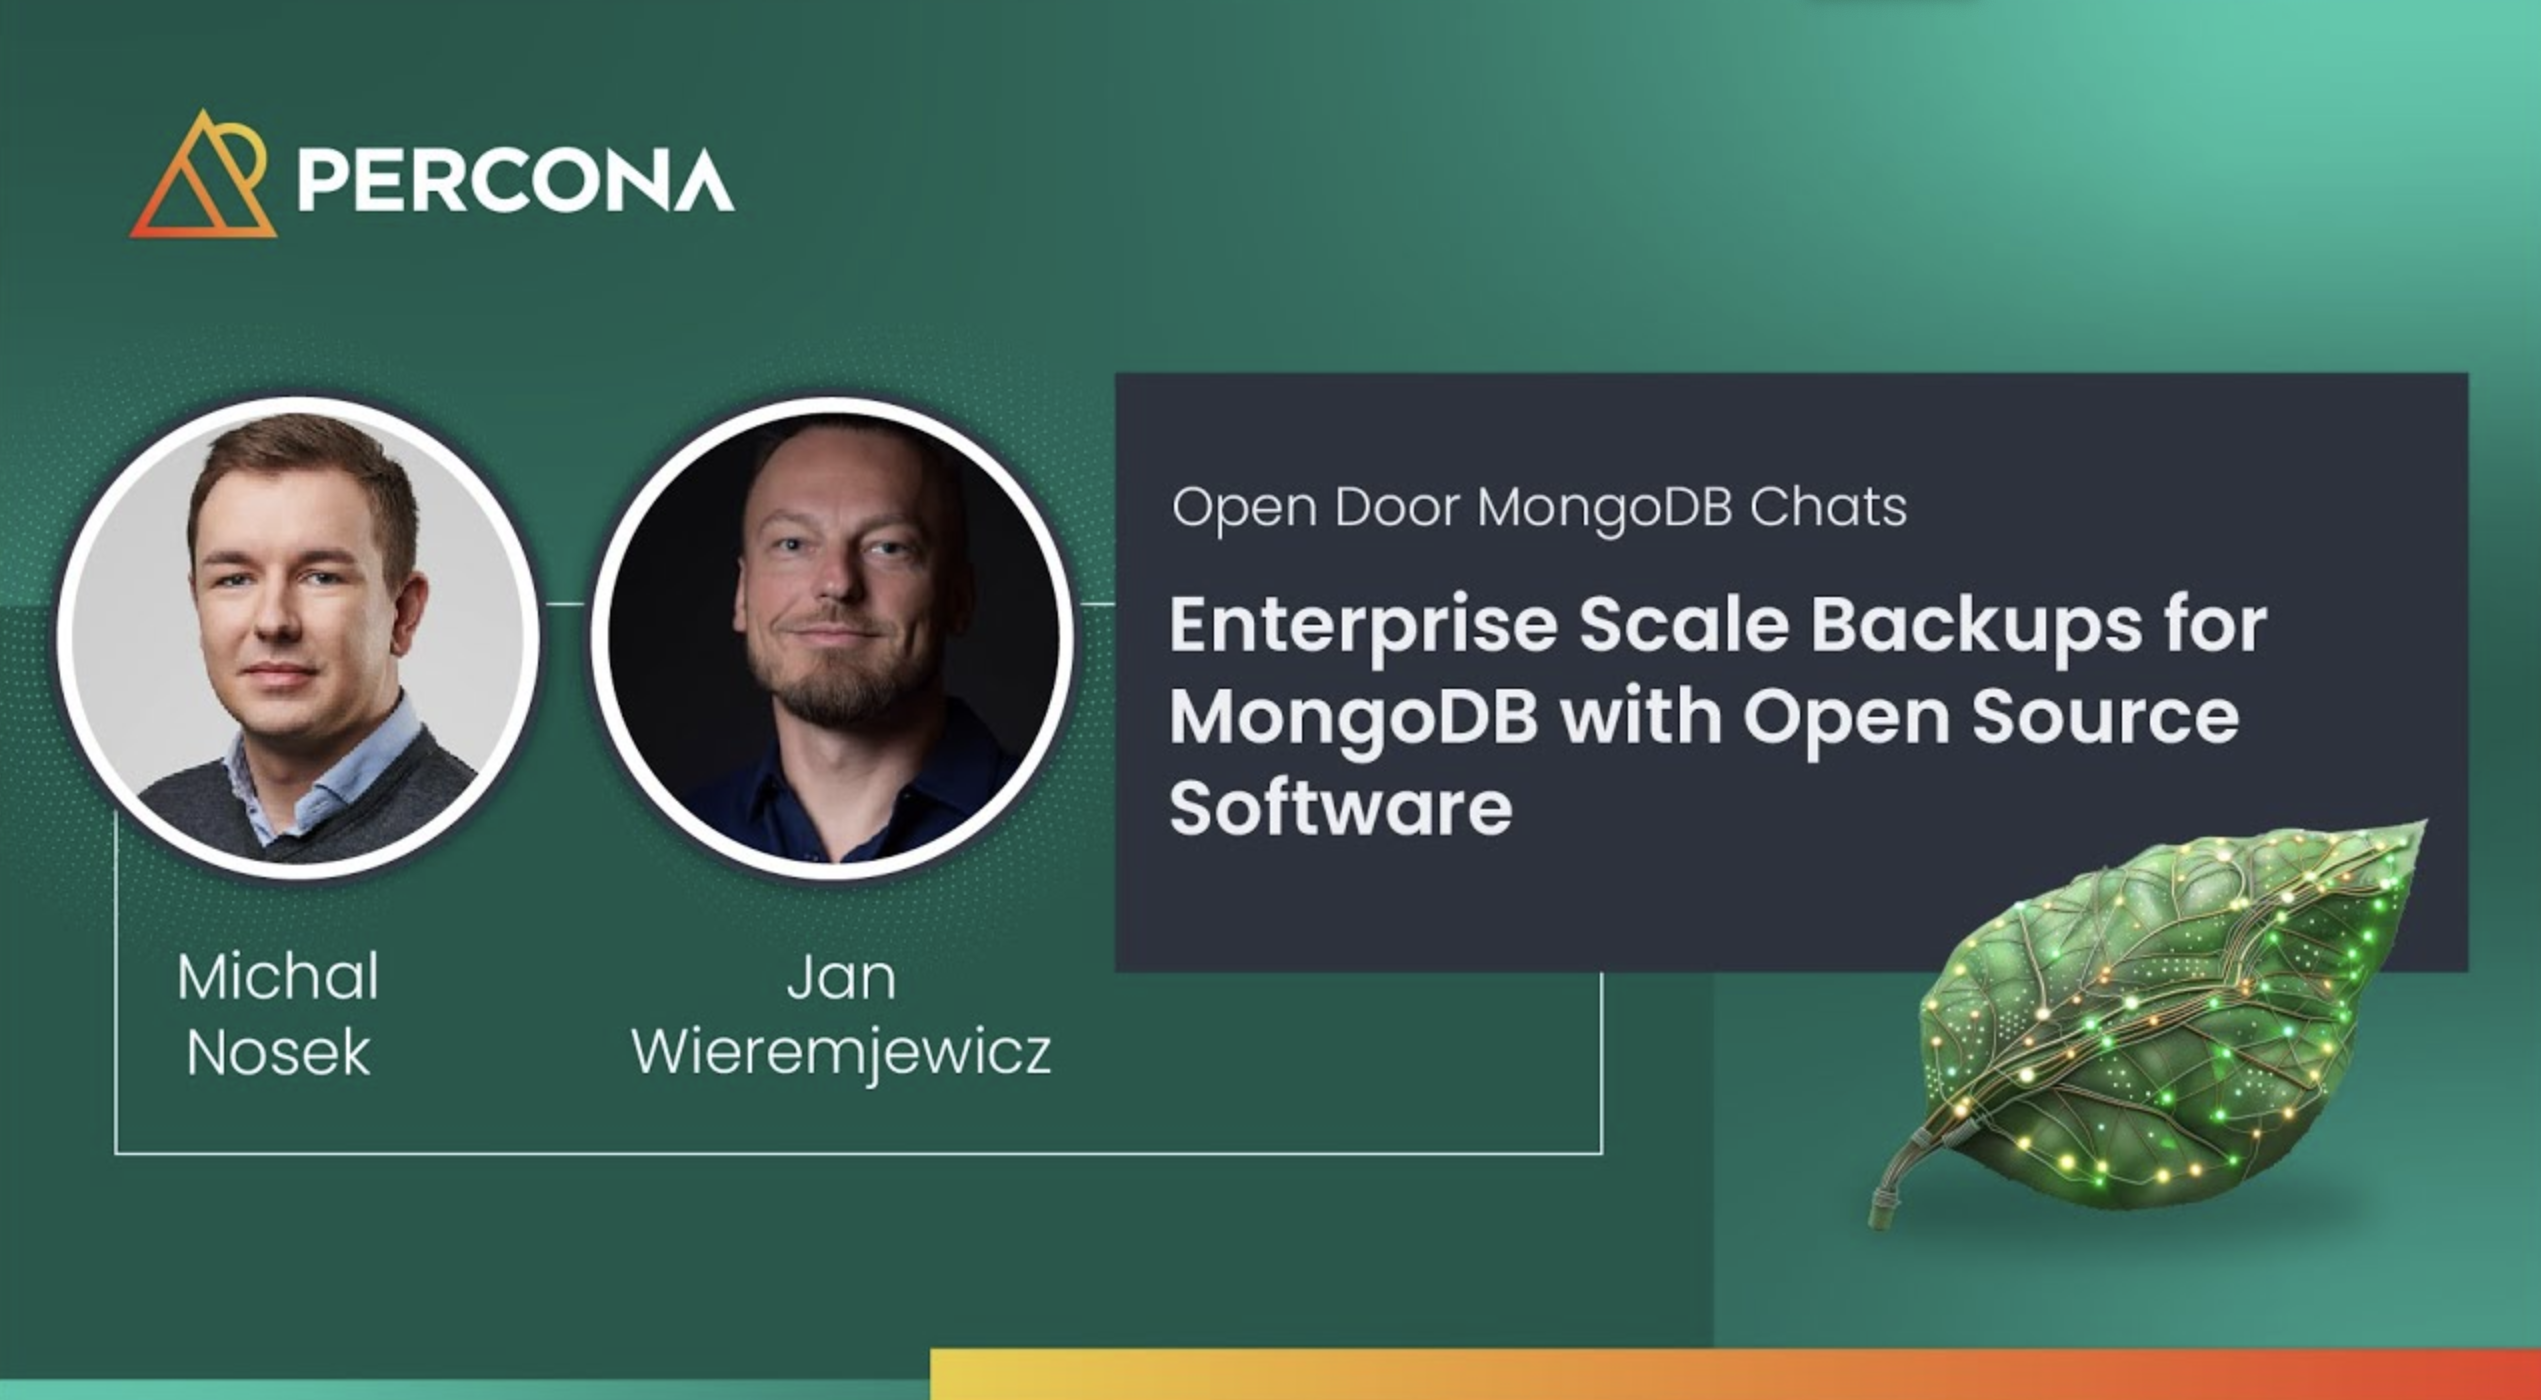 PERCONA
Michal
Nosek
Jan
Wieremjewicz
Open Door MongoDB Chats
Enterprise Scale Backups for
MongoDB with Open Source
Software